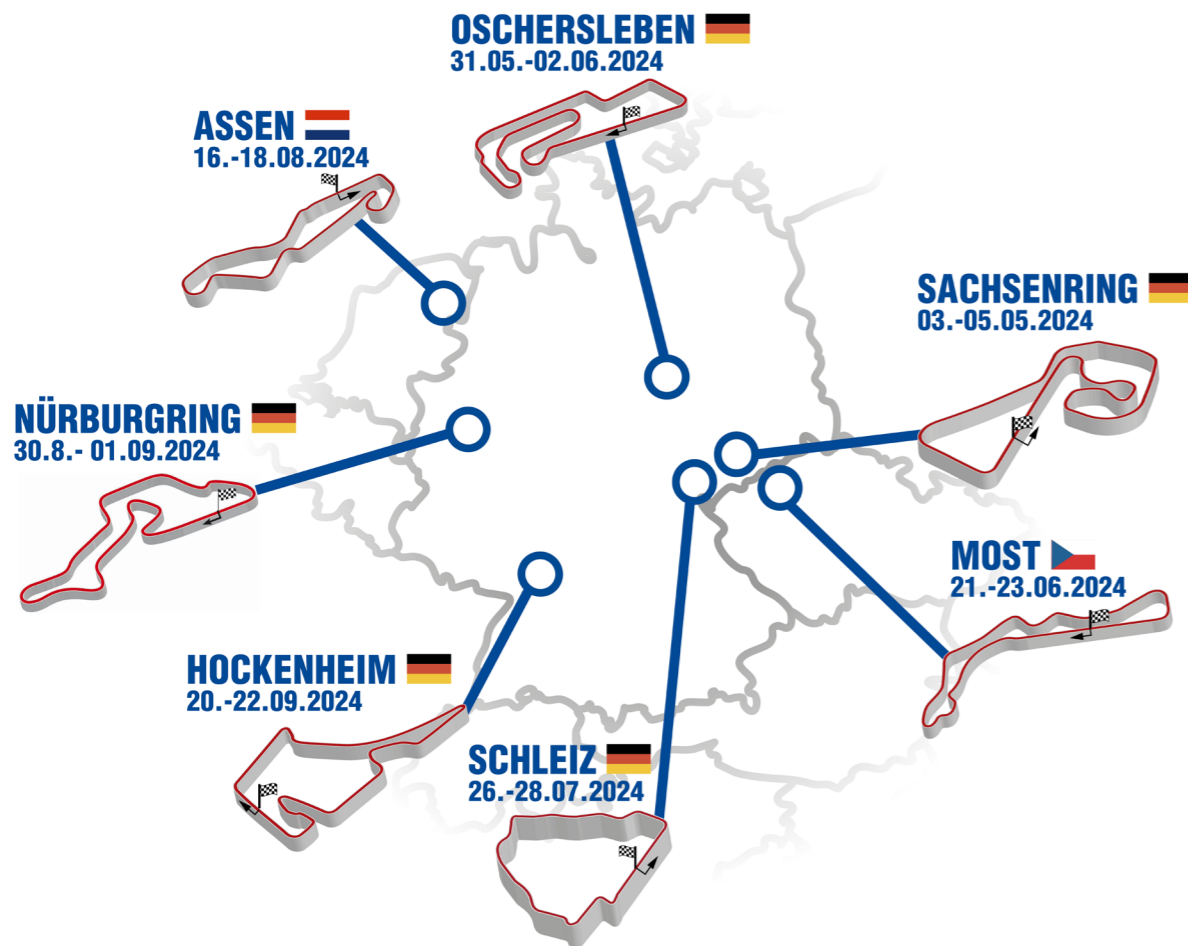 OSCHERSLEBEN
31.05.-02.06.2024
ASSEN
16.-18.08.2024
SACHSENRING
03.-05.05.2024
NÜRBURGRING
30.8.- 01.09.2024
MOST
21.-23.06.2024
HOCKENHEIM
20.-22.09.2024
SCHLEIZ
26.-28.07.2024